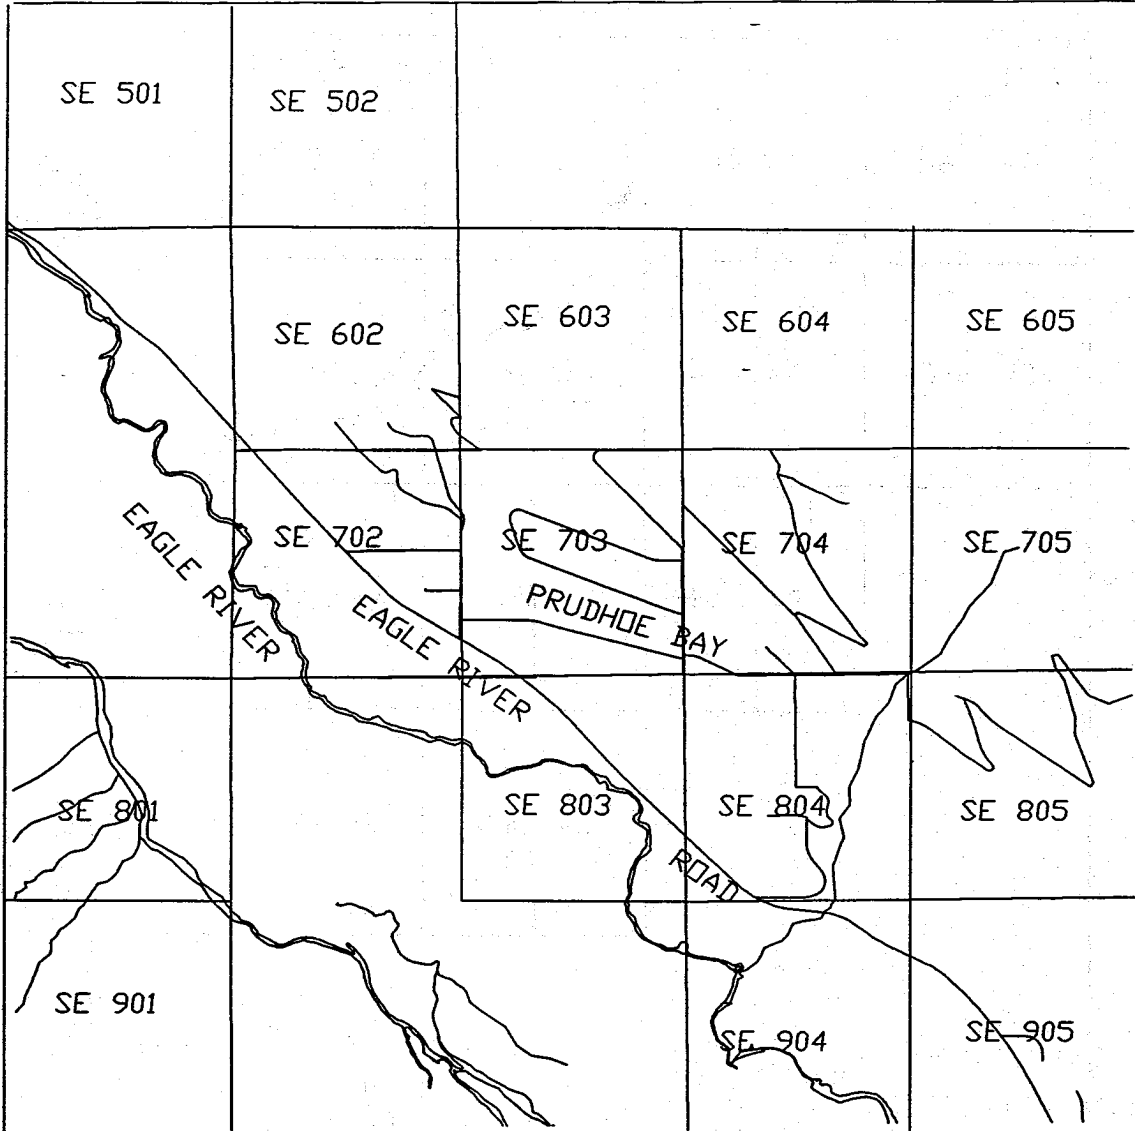 SE 501
SE 502
SE 602
SE 603
SE 604
SE 605
SE 702
SE 703
SE 704
SE 705
EAGLE RIVER
EAGLE RIVER ROAD
PRUDHOE BAY
SE 801
SE 803
SE 804
SE 805
SE 901
SE 904
SE 905